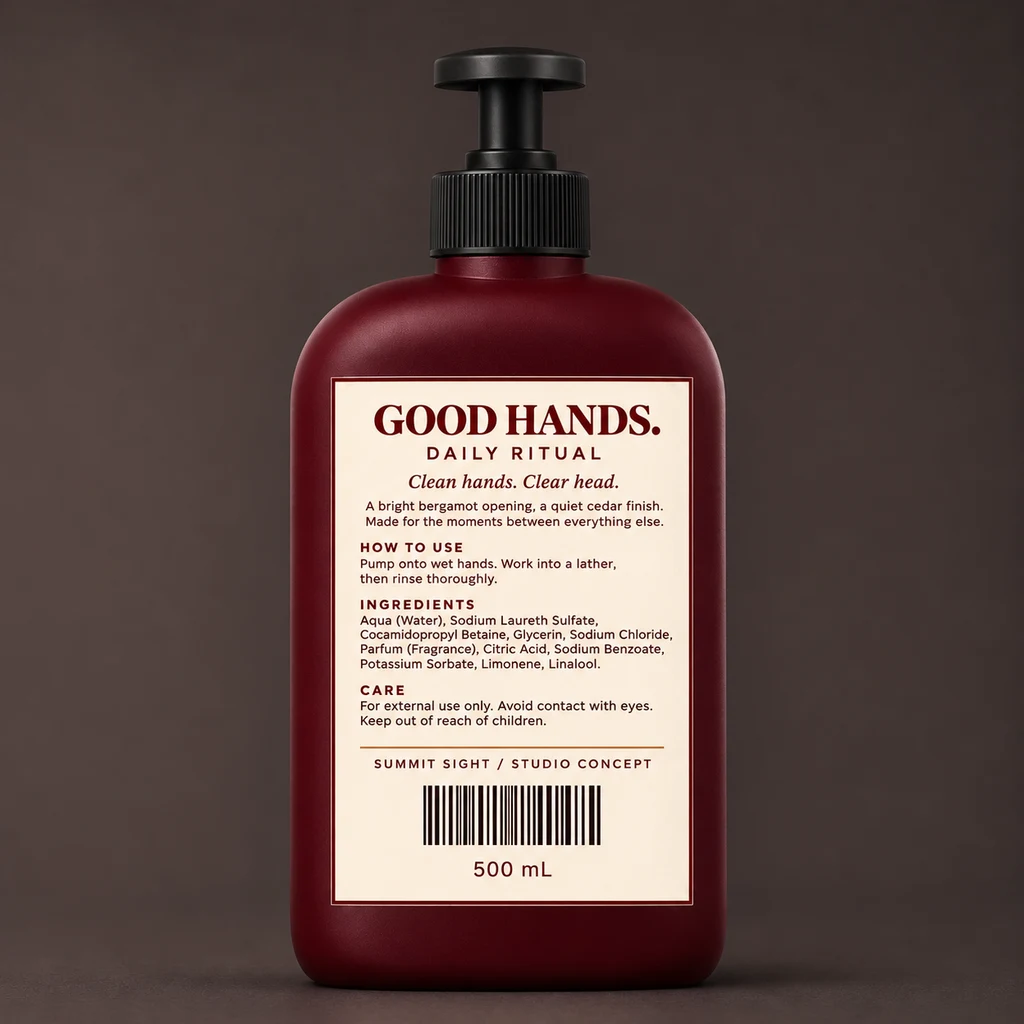 GOOD HANDS.
DAILY RITUAL
Clean hands. Clear head.
A bright bergamot opening, a quiet cedar finish.
Made for the moments between everything else.
HOW TO USE
Pump onto wet hands. Work into a lather,
then rinse thoroughly.
INGREDIENTS
Aqua (Water), Sodium Laureth Sulfate,
Cocamidopropyl Betaine, Glycerin, Sodium Chloride,
Parfum (Fragrance), Citric Acid, Sodium Benzoate,
Potassium Sorbate, Limonene, Linalool.
CARE
For external use only. Avoid contact with eyes.
Keep out of reach of children.
SUMMIT SIGHT / STUDIO CONCEPT
500 mL